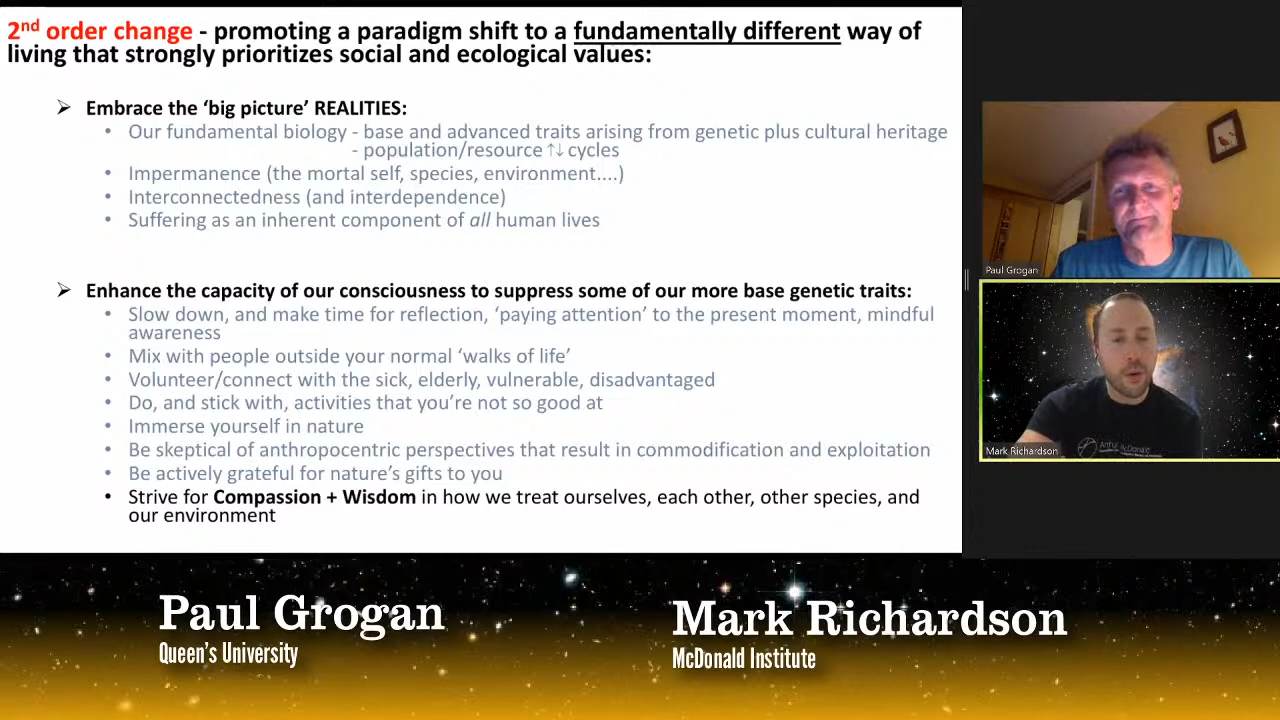 2nd order change - promoting a paradigm shift to a fundamentally different way of
living that strongly prioritizes social and ecological values:
➢ Embrace the ‘big picture’ REALITIES:
• Our fundamental biology - base and advanced traits arising from genetic plus cultural heritage
- population/resource ↑↓ cycles
• Impermanence (the mortal self, species, environment....)
• Interconnectedness (and interdependence)
• Suffering as an inherent component of all human lives
➢ Enhance the capacity of our consciousness to suppress some of our more base genetic traits:
• Slow down, and make time for reflection, ‘paying attention’ to the present moment, mindful
awareness
• Mix with people outside your normal ‘walks of life’
• Volunteer/connect with the sick, elderly, vulnerable, disadvantaged
• Do, and stick with, activities that you’re not so good at
• Immerse yourself in nature
• Be skeptical of anthropocentric perspectives that result in commodification and exploitation
• Be actively grateful for nature’s gifts to you
• Strive for Compassion + Wisdom in how we treat ourselves, each other, other species, and
our environment
Paul Grogan
Mark Richardson
Paul Grogan
Queen's University
Mark Richardson
McDonald Institute